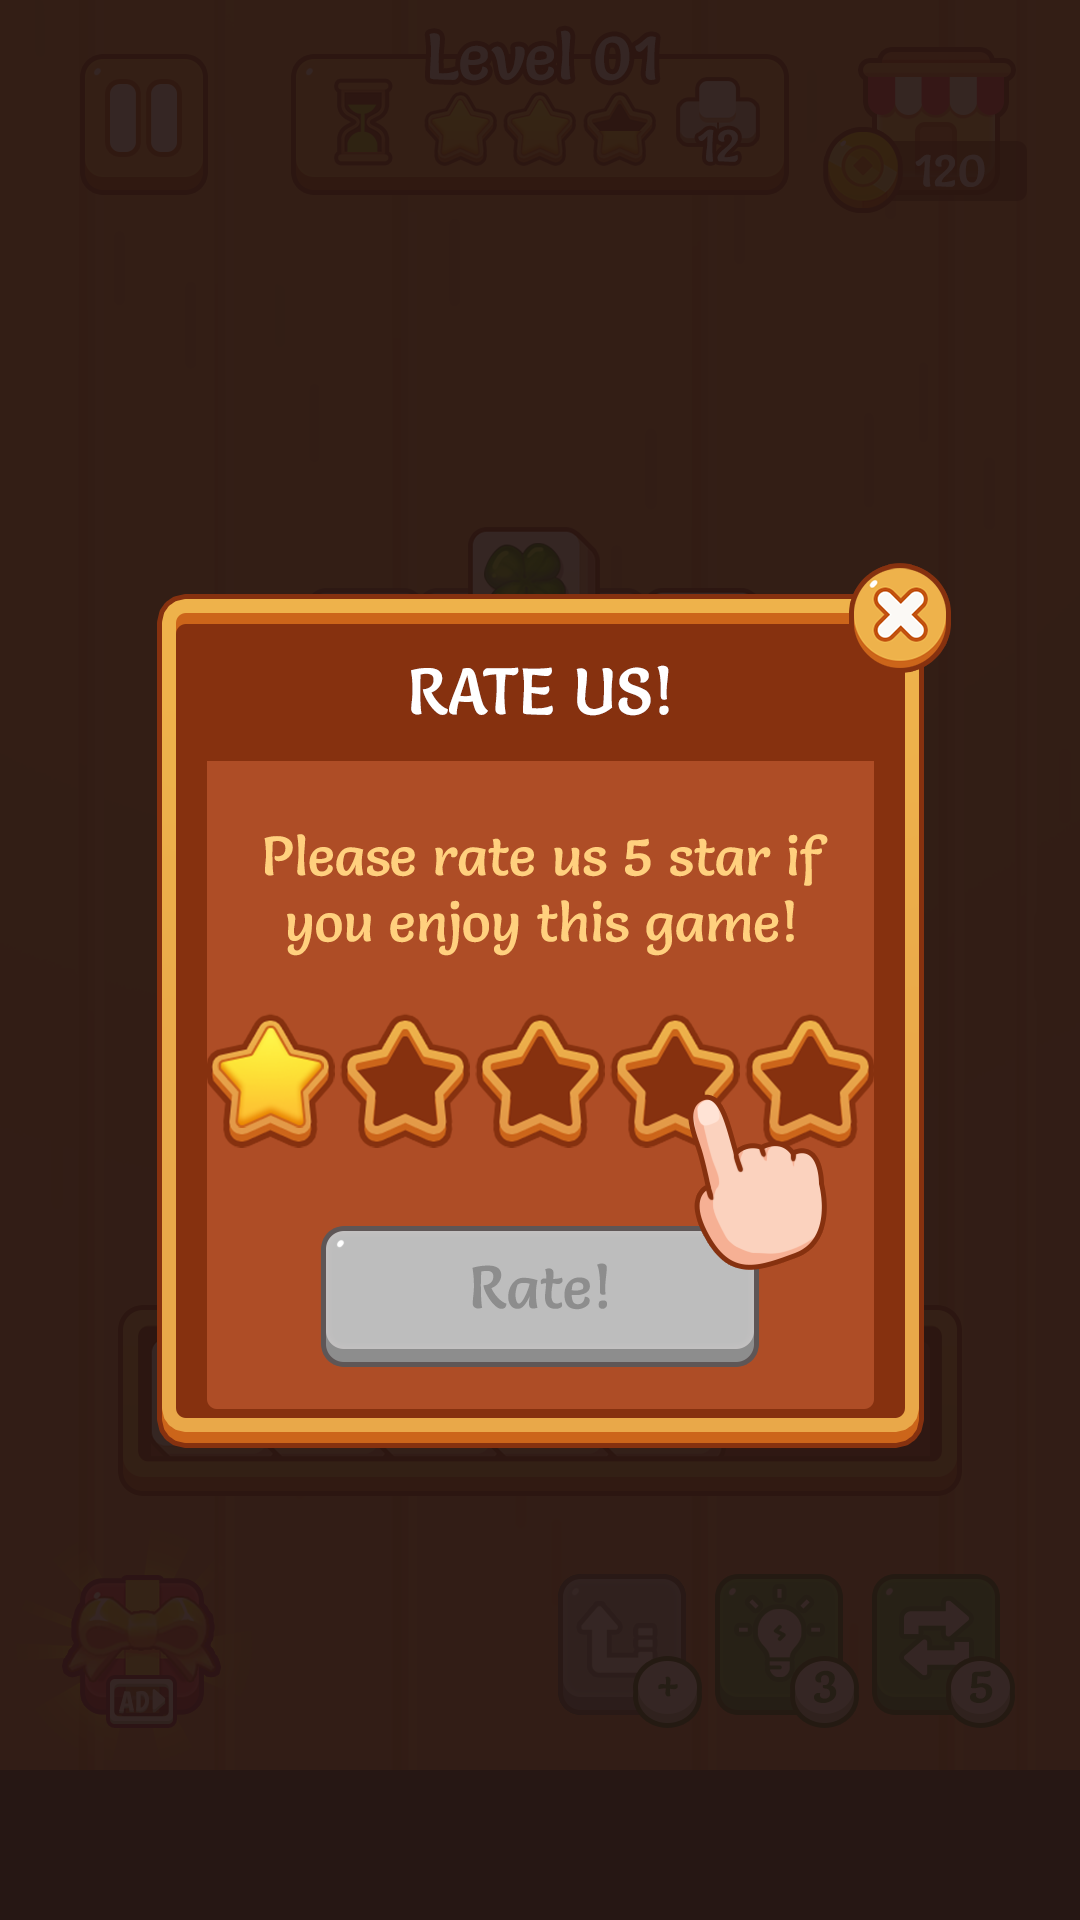 Level 01
12
120
RATE US!
Please rate us 5 star if
you enjoy this game!
Rate!
AD
+
3
5